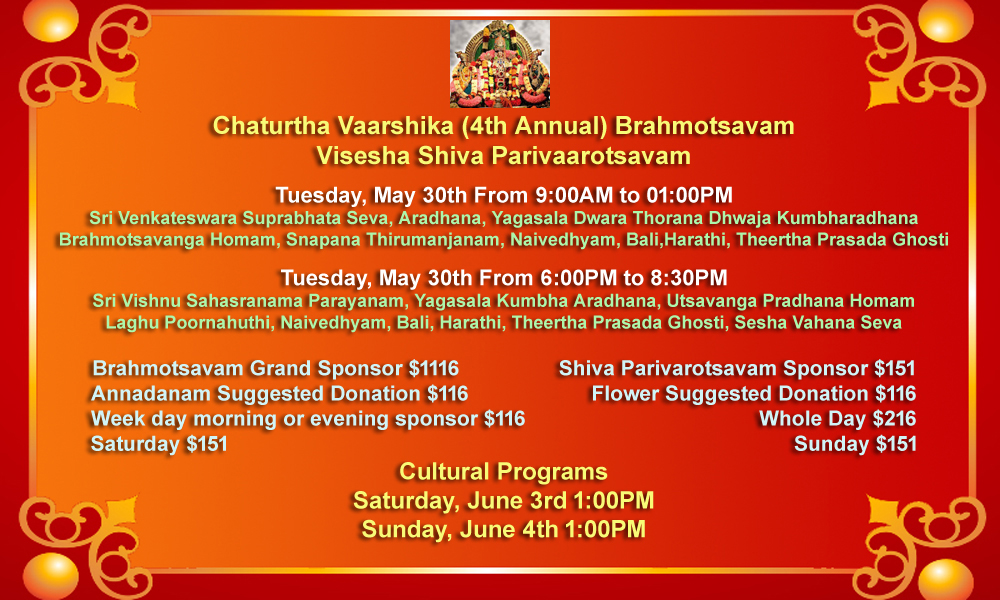 Chaturtha Vaarshika (4th Annual) Brahmotsavam
Visesha Shiva Parivaarotsavam
Tuesday, May 30th From 9:00AM to 01:00PM
Sri Venkateswara Suprabhata Seva, Aradhana, Yagasala Dwara Thorana Dhwaja Kumbharadhana
Brahmotsavanga Homam, Snapana Thirumanjanam, Naivedhyam, Bali,Harathi, Theertha Prasada Ghosti
Tuesday, May 30th From 6:00PM to 8:30PM
Sri Vishnu Sahasranama Parayanam, Yagasala Kumbha Aradhana, Utsavanga Pradhana Homam
Laghu Poornahuthi, Naivedhyam, Bali, Harathi, Theertha Prasada Ghosti, Sesha Vahana Seva
Brahmotsavam Grand Sponsor $1116
Annadanam Suggested Donation $116
Week day morning or evening sponsor $116
Saturday $151
Shiva Parivarotsavam Sponsor $151
Flower Suggested Donation $116
Whole Day $216
Sunday $151
Cultural Programs
Saturday, June 3rd 1:00PM
Sunday, June 4th 1:00PM